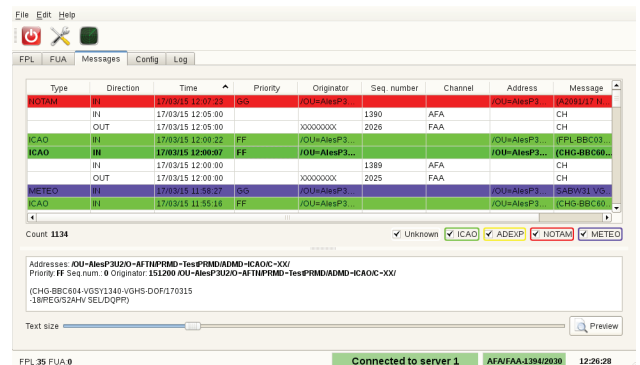 File Edit Help
FPL FUA Messages Config Log
Type Direction Time Priority Originator Seq. number Channel Address Message
NOTAM IN 17/03/15 12:07:23 GG /OU=AlesP3... /OU=AlesP3... (A2091/17 N...
IN 17/03/15 12:05:00 1390 AFA CH
OUT 17/03/15 12:05:00 XXXXXXXX 2026 FAA CH
ICAO IN 17/03/15 12:00:22 FF /OU=AlesP3... /OU=AlesP3... (FPL-BBC03...
ICAO IN 17/03/15 12:00:07 FF /OU=AlesP3... /OU=AlesP3... (CHG-BBC60...
IN 17/03/15 12:00:00 1389 AFA CH
OUT 17/03/15 12:00:00 XXXXXXXX 2025 FAA CH
METEO IN 17/03/15 11:58:27 GG /OU=AlesP3... /OU=AlesP3... SABW31 VG...
ICAO IN 17/03/15 11:55:16 FF /OU=AlesP3... /OU=AlesP3... (CHG-BBC60...
Count 1134 Unknown ICAO ADEXP NOTAM METEO
Addresses: /OU=AlesP3U2/O=AFTN/PRMD=TestPRMD/ADMD=ICAO/C=XX/
Priority: FF Seq.num.: 0 Originator: 151200 /OU=AlesP3U2/O=AFTN/PRMD=TestPRMD/ADMD=ICAO/C=XX/
(CHG-BBC604-VGSY1340-VGHS-DOF/170315
-18/REG/S2AHV SEL/DQPR)
Text size Preview
FPL:35 FUA:0 Connected to server 1 AFA/FAA-1394/2030 12:26:28